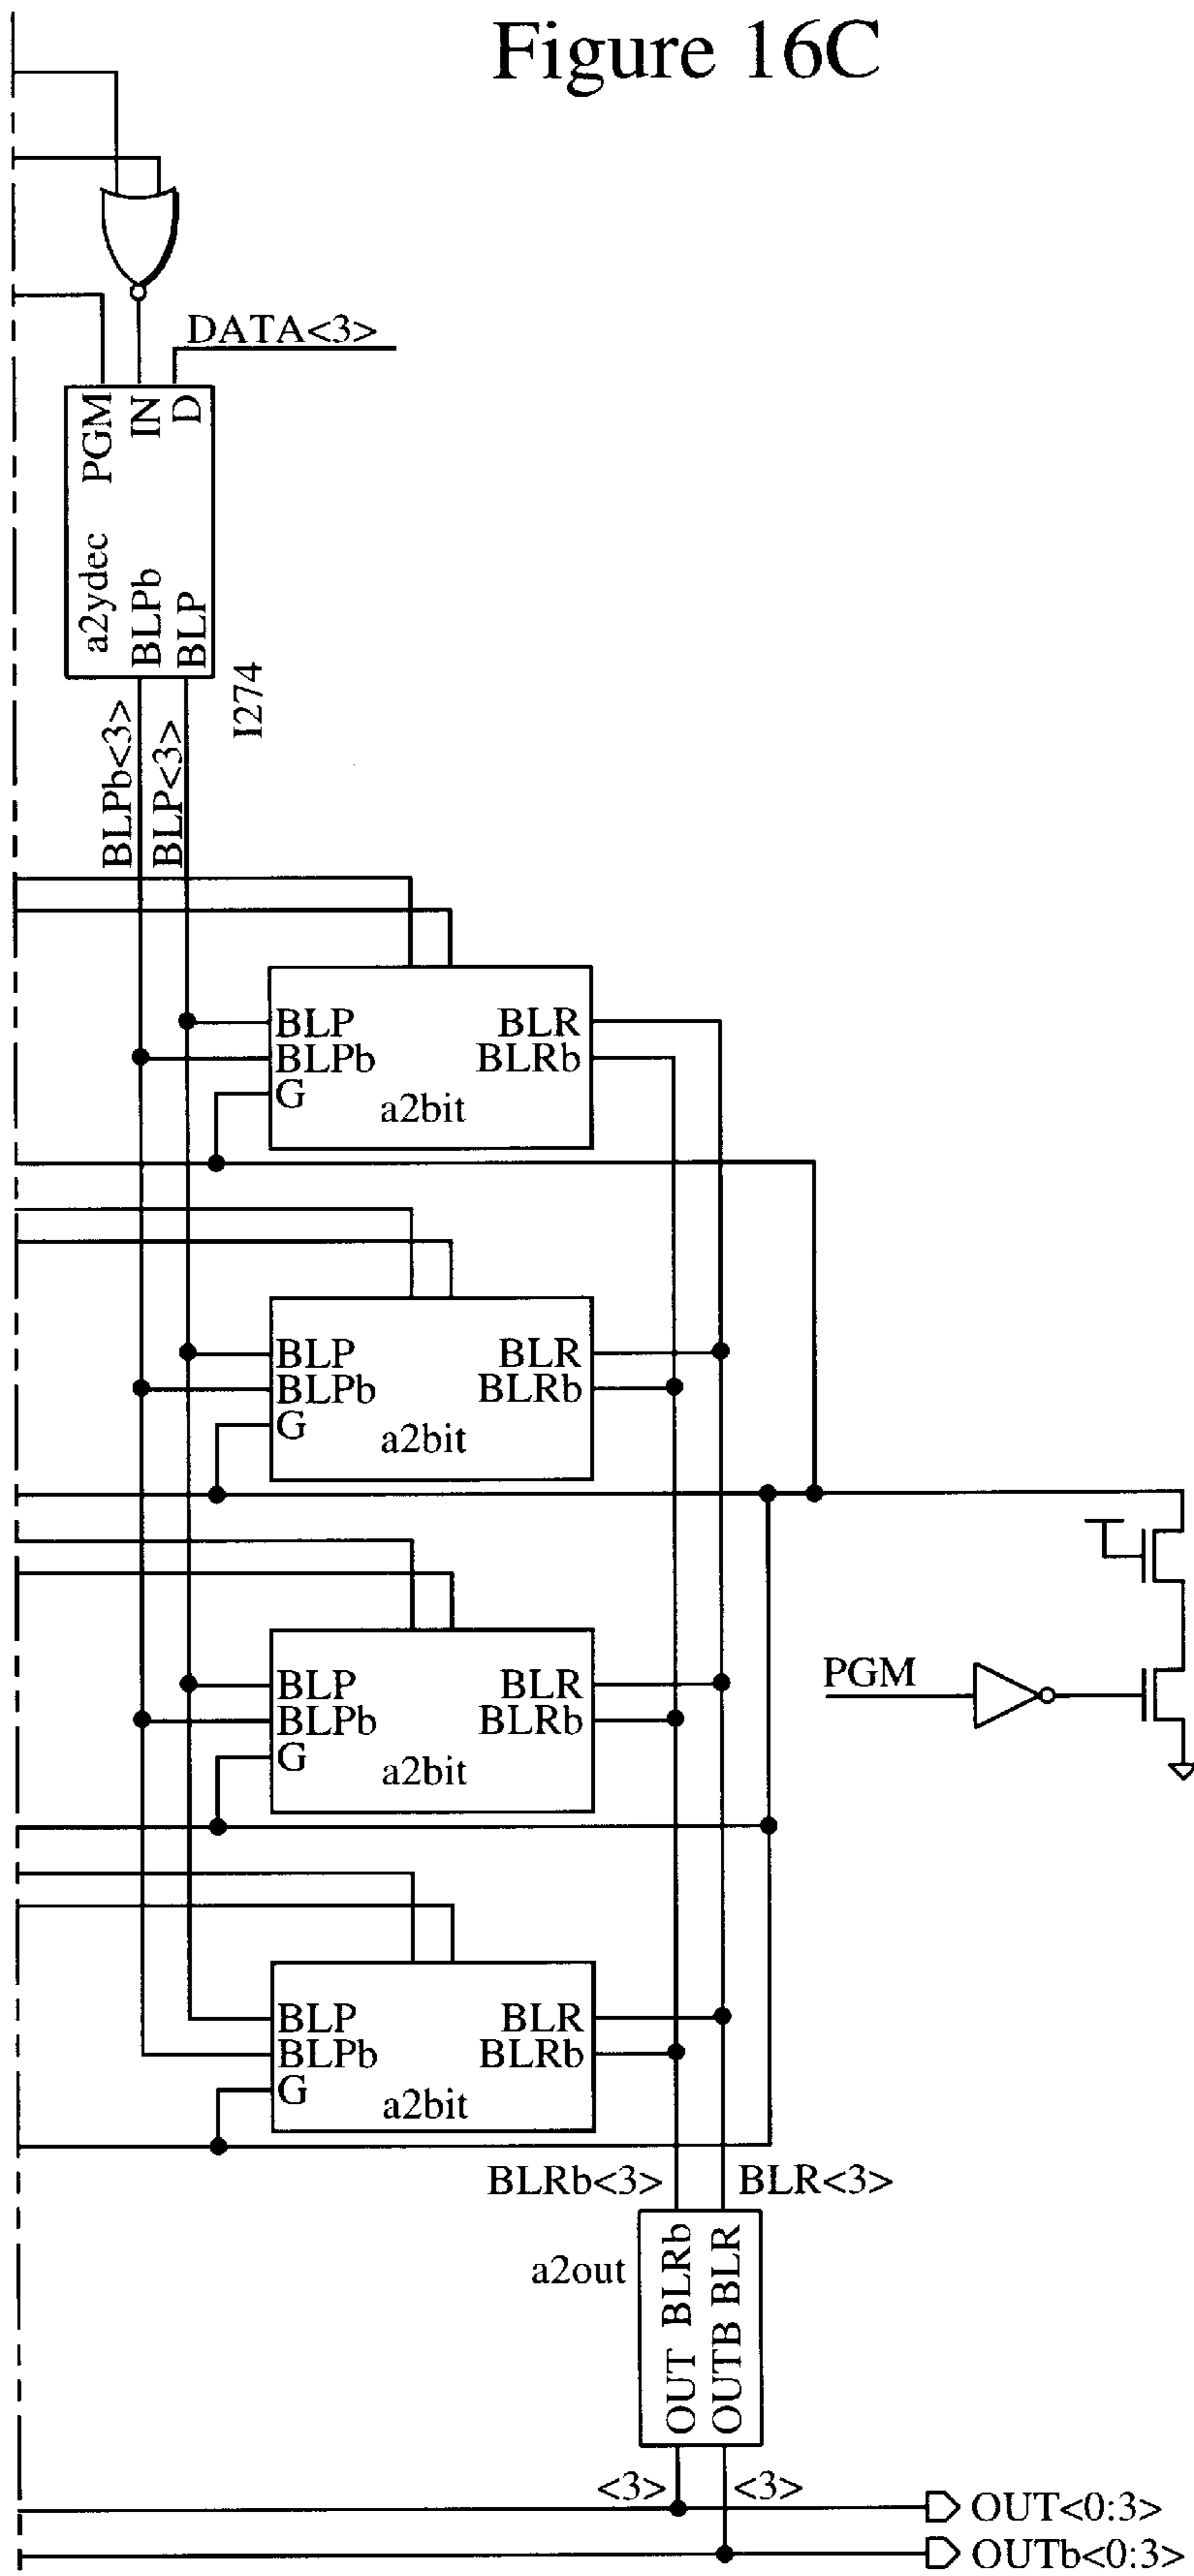 Figure 16C
DATA<3>
PGM
IN
D
a2ydec
BLPb
BLP
I274
BLPb<3>
BLP<3>
BLP
BLR
BLPb
BLRb
G
a2bit
BLP
BLR
BLPb
BLRb
G
a2bit
PGM
BLP
BLR
BLPb
BLRb
G
a2bit
BLP
BLR
BLPb
BLRb
G
a2bit
BLRb<3>
BLR<3>
a2out
OUT BLRb
OUTB BLR
<3>
<3>
OUT<0:3>
OUTb<0:3>